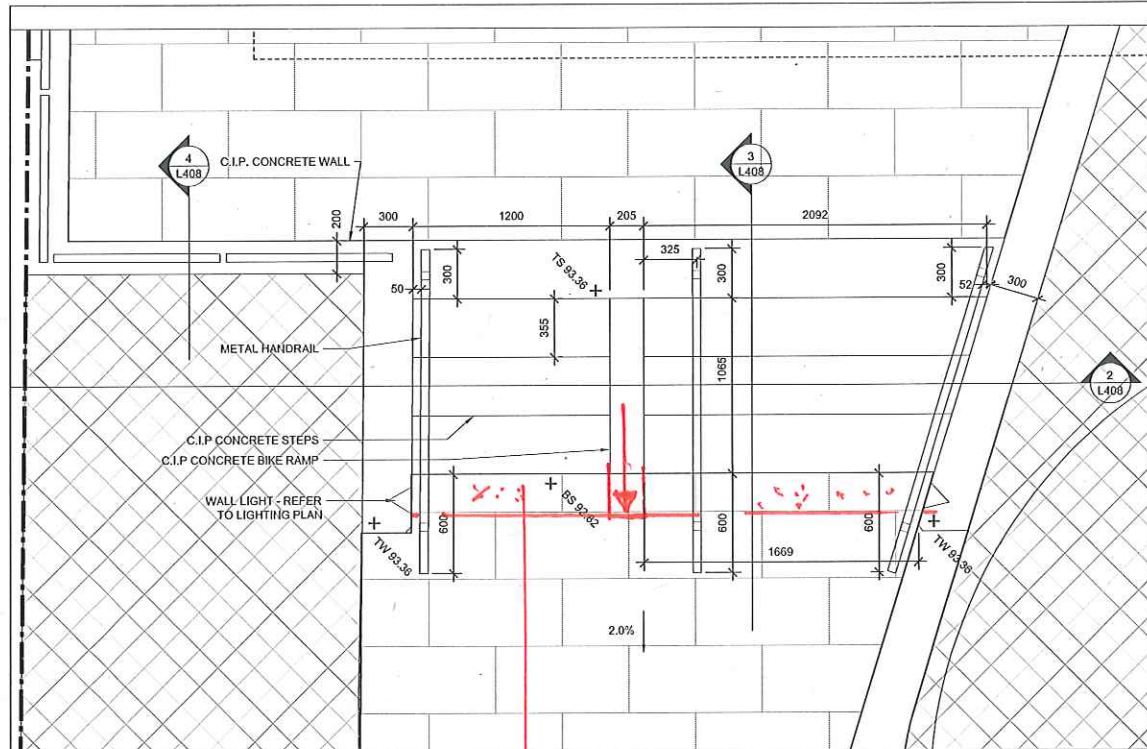 4
L408
C.I.P. CONCRETE WALL
3
L408
300
1200
205
2092
200
325
TS 93.36
300
300
300
50
52
300
355
METAL HANDRAIL
1065
2
L408
C.I.P CONCRETE STEPS
C.I.P CONCRETE BIKE RAMP
WALL LIGHT - REFER
TO LIGHTING PLAN
BS 92.62
600
600
600
TW 93.36
1669
TW 93.36
2.0%